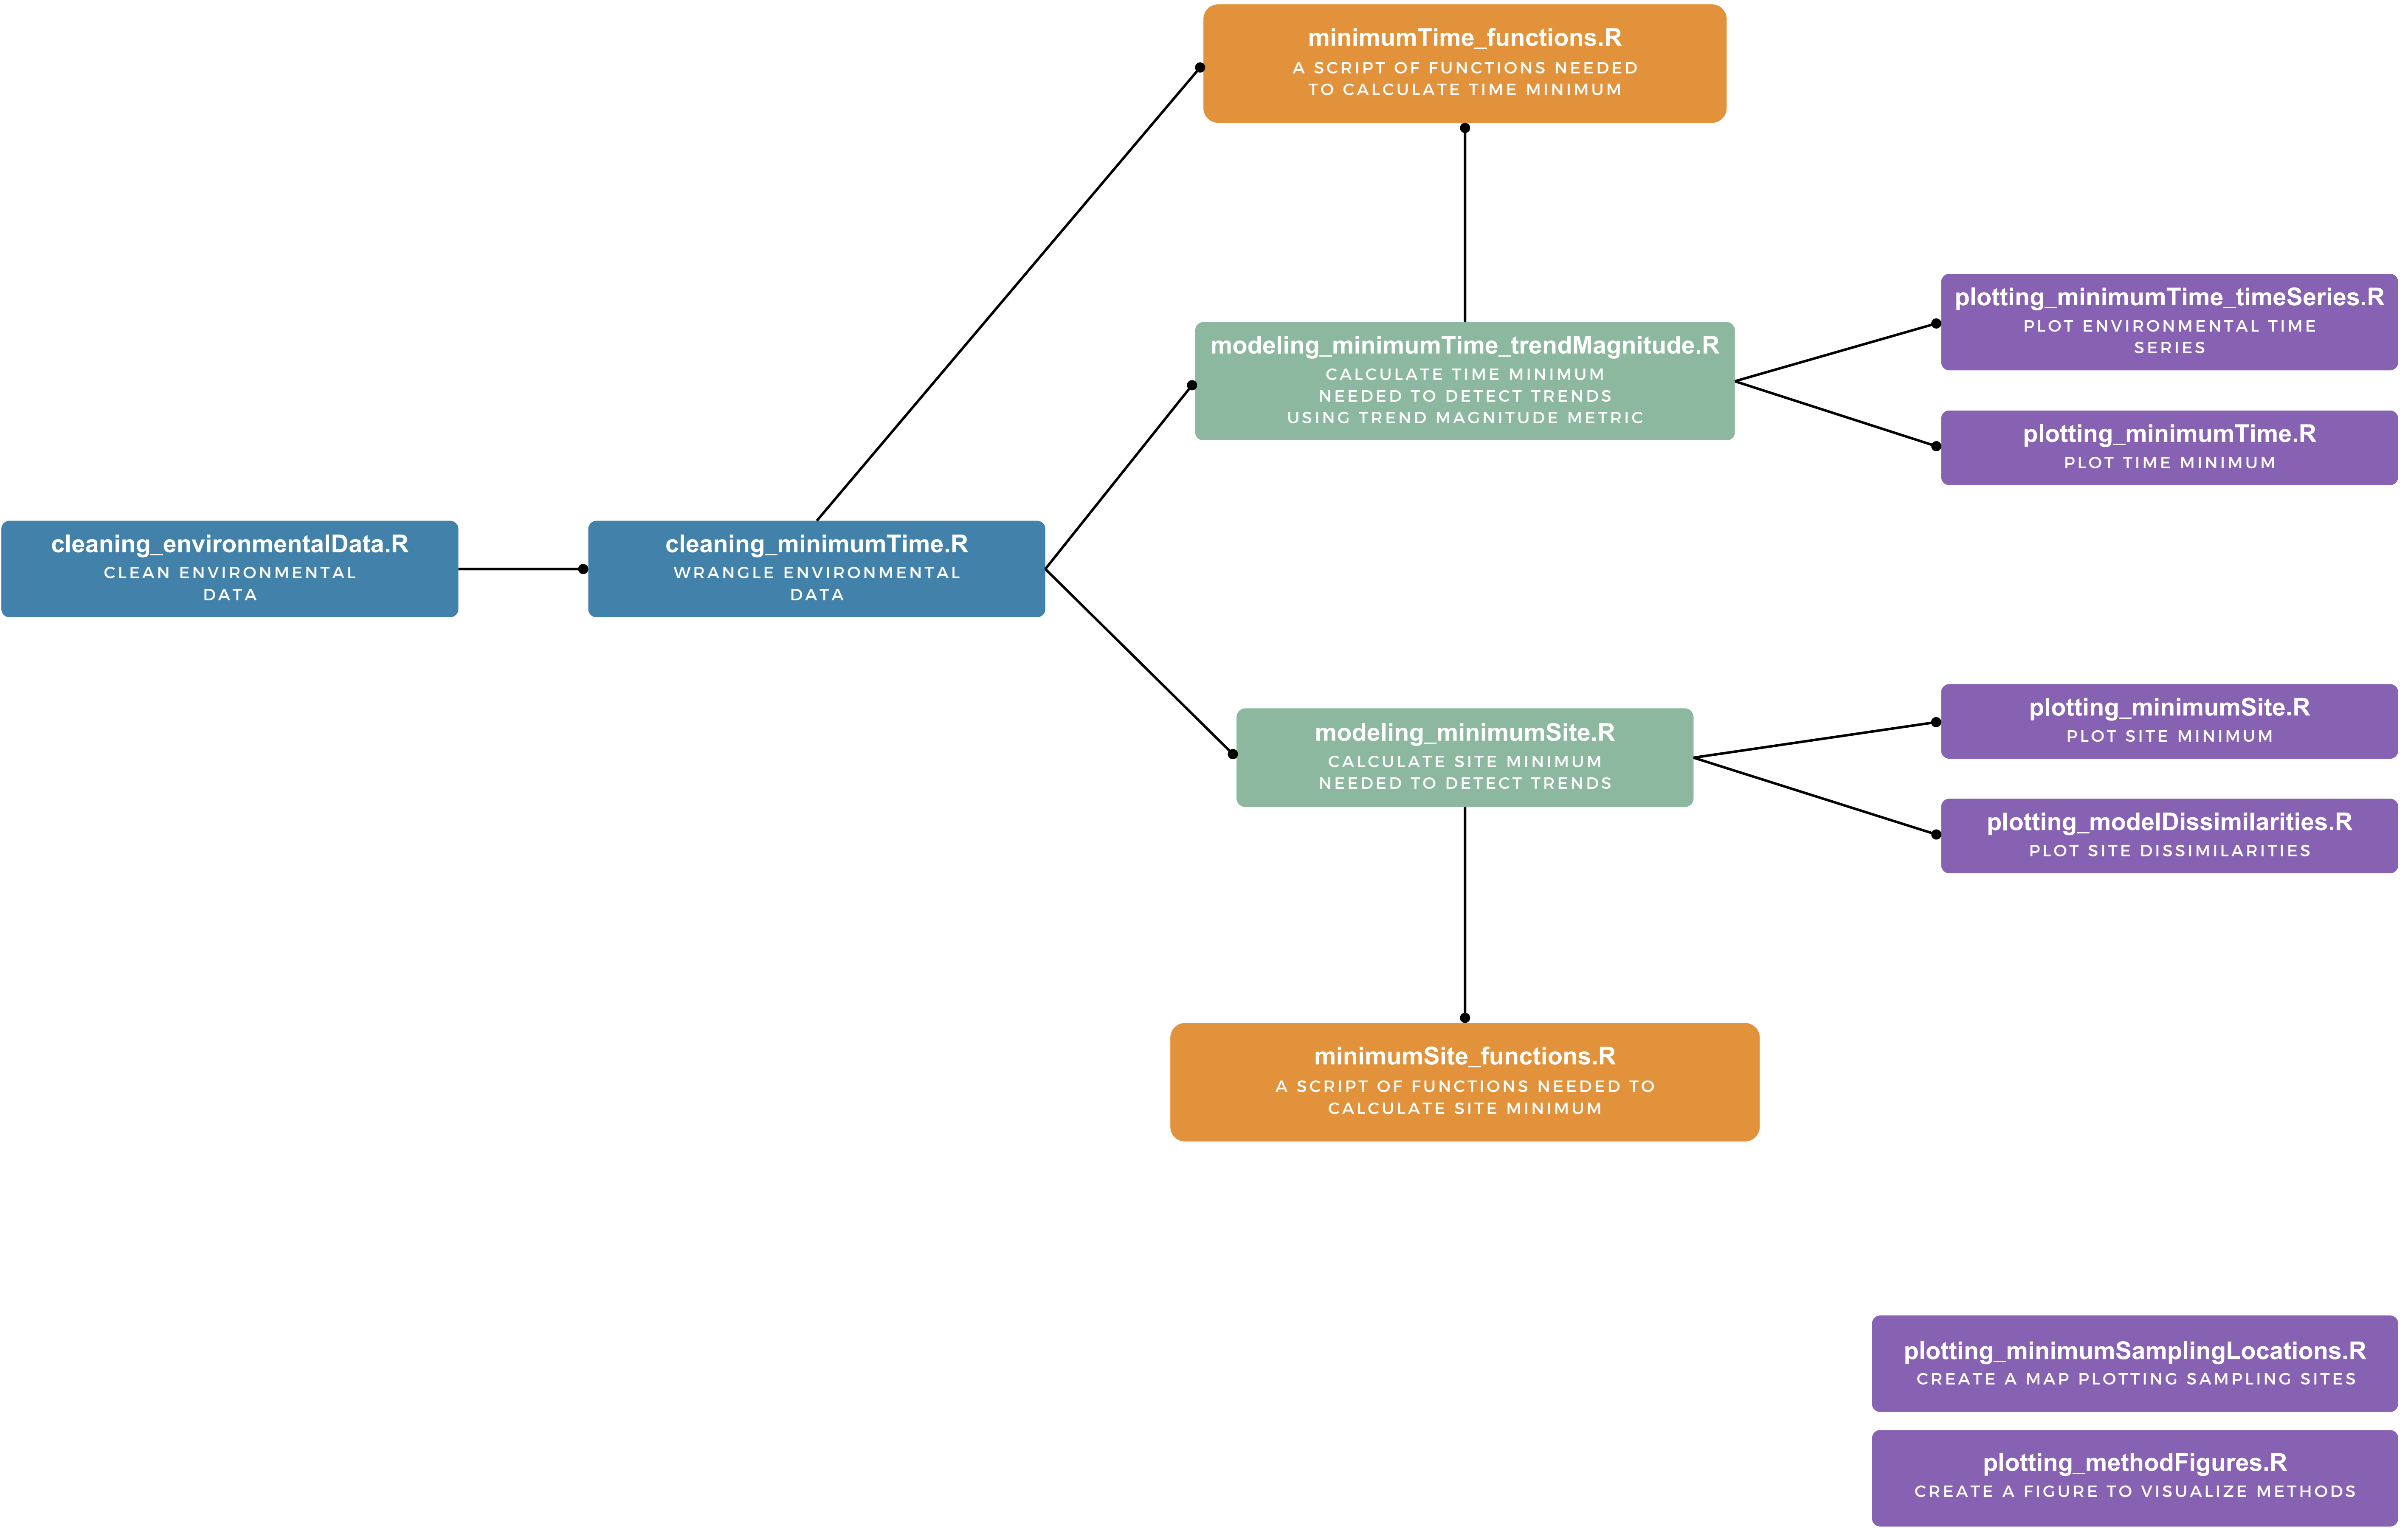 minimumTime_functions.R
A SCRIPT OF FUNCTIONS NEEDED
TO CALCULATE TIME MINIMUM
modeling_minimumTime_trendMagnitude.R
CALCULATE TIME MINIMUM
NEEDED TO DETECT TRENDS
USING TREND MAGNITUDE METRIC
plotting_minimumTime_timeSeries.R
PLOT ENVIRONMENTAL TIME
SERIES
plotting_minimumTime.R
PLOT TIME MINIMUM
cleaning_environmentalData.R
CLEAN ENVIRONMENTAL
DATA
cleaning_minimumTime.R
WRANGLE ENVIRONMENTAL
DATA
modeling_minimumSite.R
CALCULATE SITE MINIMUM
NEEDED TO DETECT TRENDS
plotting_minimumSite.R
PLOT SITE MINIMUM
plotting_modelDissimilarities.R
PLOT SITE DISSIMILARITIES
minimumSite_functions.R
A SCRIPT OF FUNCTIONS NEEDED TO
CALCULATE SITE MINIMUM
plotting_minimumSamplingLocations.R
CREATE A MAP PLOTTING SAMPLING SITES
plotting_methodFigures.R
CREATE A FIGURE TO VISUALIZE METHODS